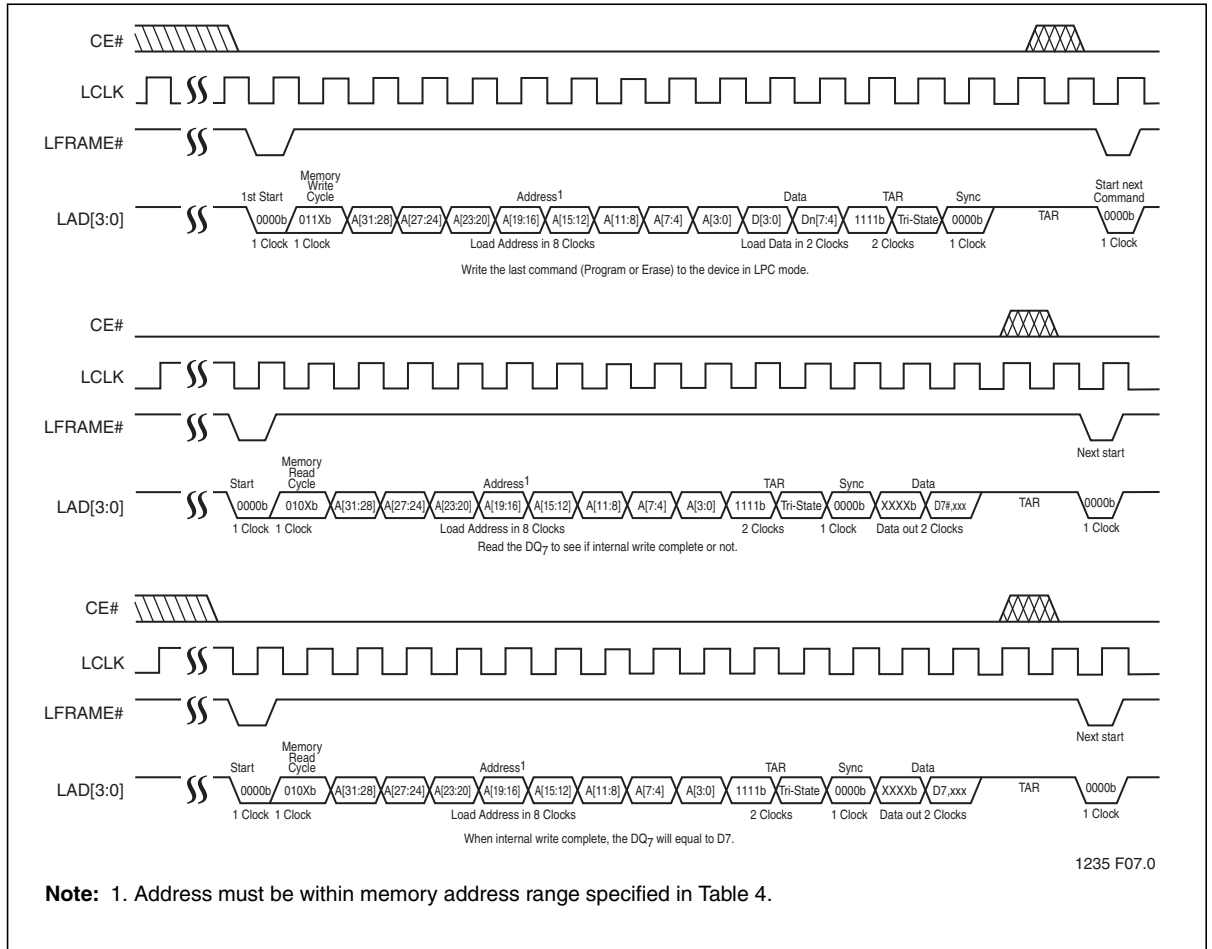 CE#
LCLK
LFRAME#
Memory
Write
Cycle
1st Start
Address1
Data
TAR
Sync
Start next
Command
LAD[3:0]
0000b 011Xb A[31:28] A[27:24] A[23:20] A[19:16] A[15:12] A[11:8] A[7:4] A[3:0] D[3:0] Dn[7:4] 1111b Tri-State 0000b TAR 0000b
1 Clock 1 Clock Load Address in 8 Clocks Load Data in 2 Clocks 2 Clocks 1 Clock 1 Clock
Write the last command (Program or Erase) to the device in LPC mode.
CE#
LCLK
LFRAME#
Next start
Memory
Read
Cycle
Start
Address1
TAR
Sync
Data
LAD[3:0]
0000b 010Xb A[31:28] A[27:24] A[23:20] A[19:16] A[15:12] A[11:8] A[7:4] A[3:0] 1111b Tri-State 0000b XXXXb D7#,xxx TAR 0000b
1 Clock 1 Clock Load Address in 8 Clocks 2 Clocks 1 Clock Data out 2 Clocks 1 Clock
Read the DQ7 to see if internal write complete or not.
CE#
LCLK
LFRAME#
Next start
Memory
Read
Cycle
Start
Address1
TAR
Sync
Data
LAD[3:0]
0000b 010Xb A[31:28] A[27:24] A[23:20] A[19:16] A[15:12] A[11:8] A[7:4] A[3:0] 1111b Tri-State 0000b XXXXb D7,xxx TAR 0000b
1 Clock 1 Clock Load Address in 8 Clocks 2 Clocks 1 Clock Data out 2 Clocks 1 Clock
When internal write complete, the DQ7 will equal to D7.
1235 F07.0
Note: 1. Address must be within memory address range specified in Table 4.